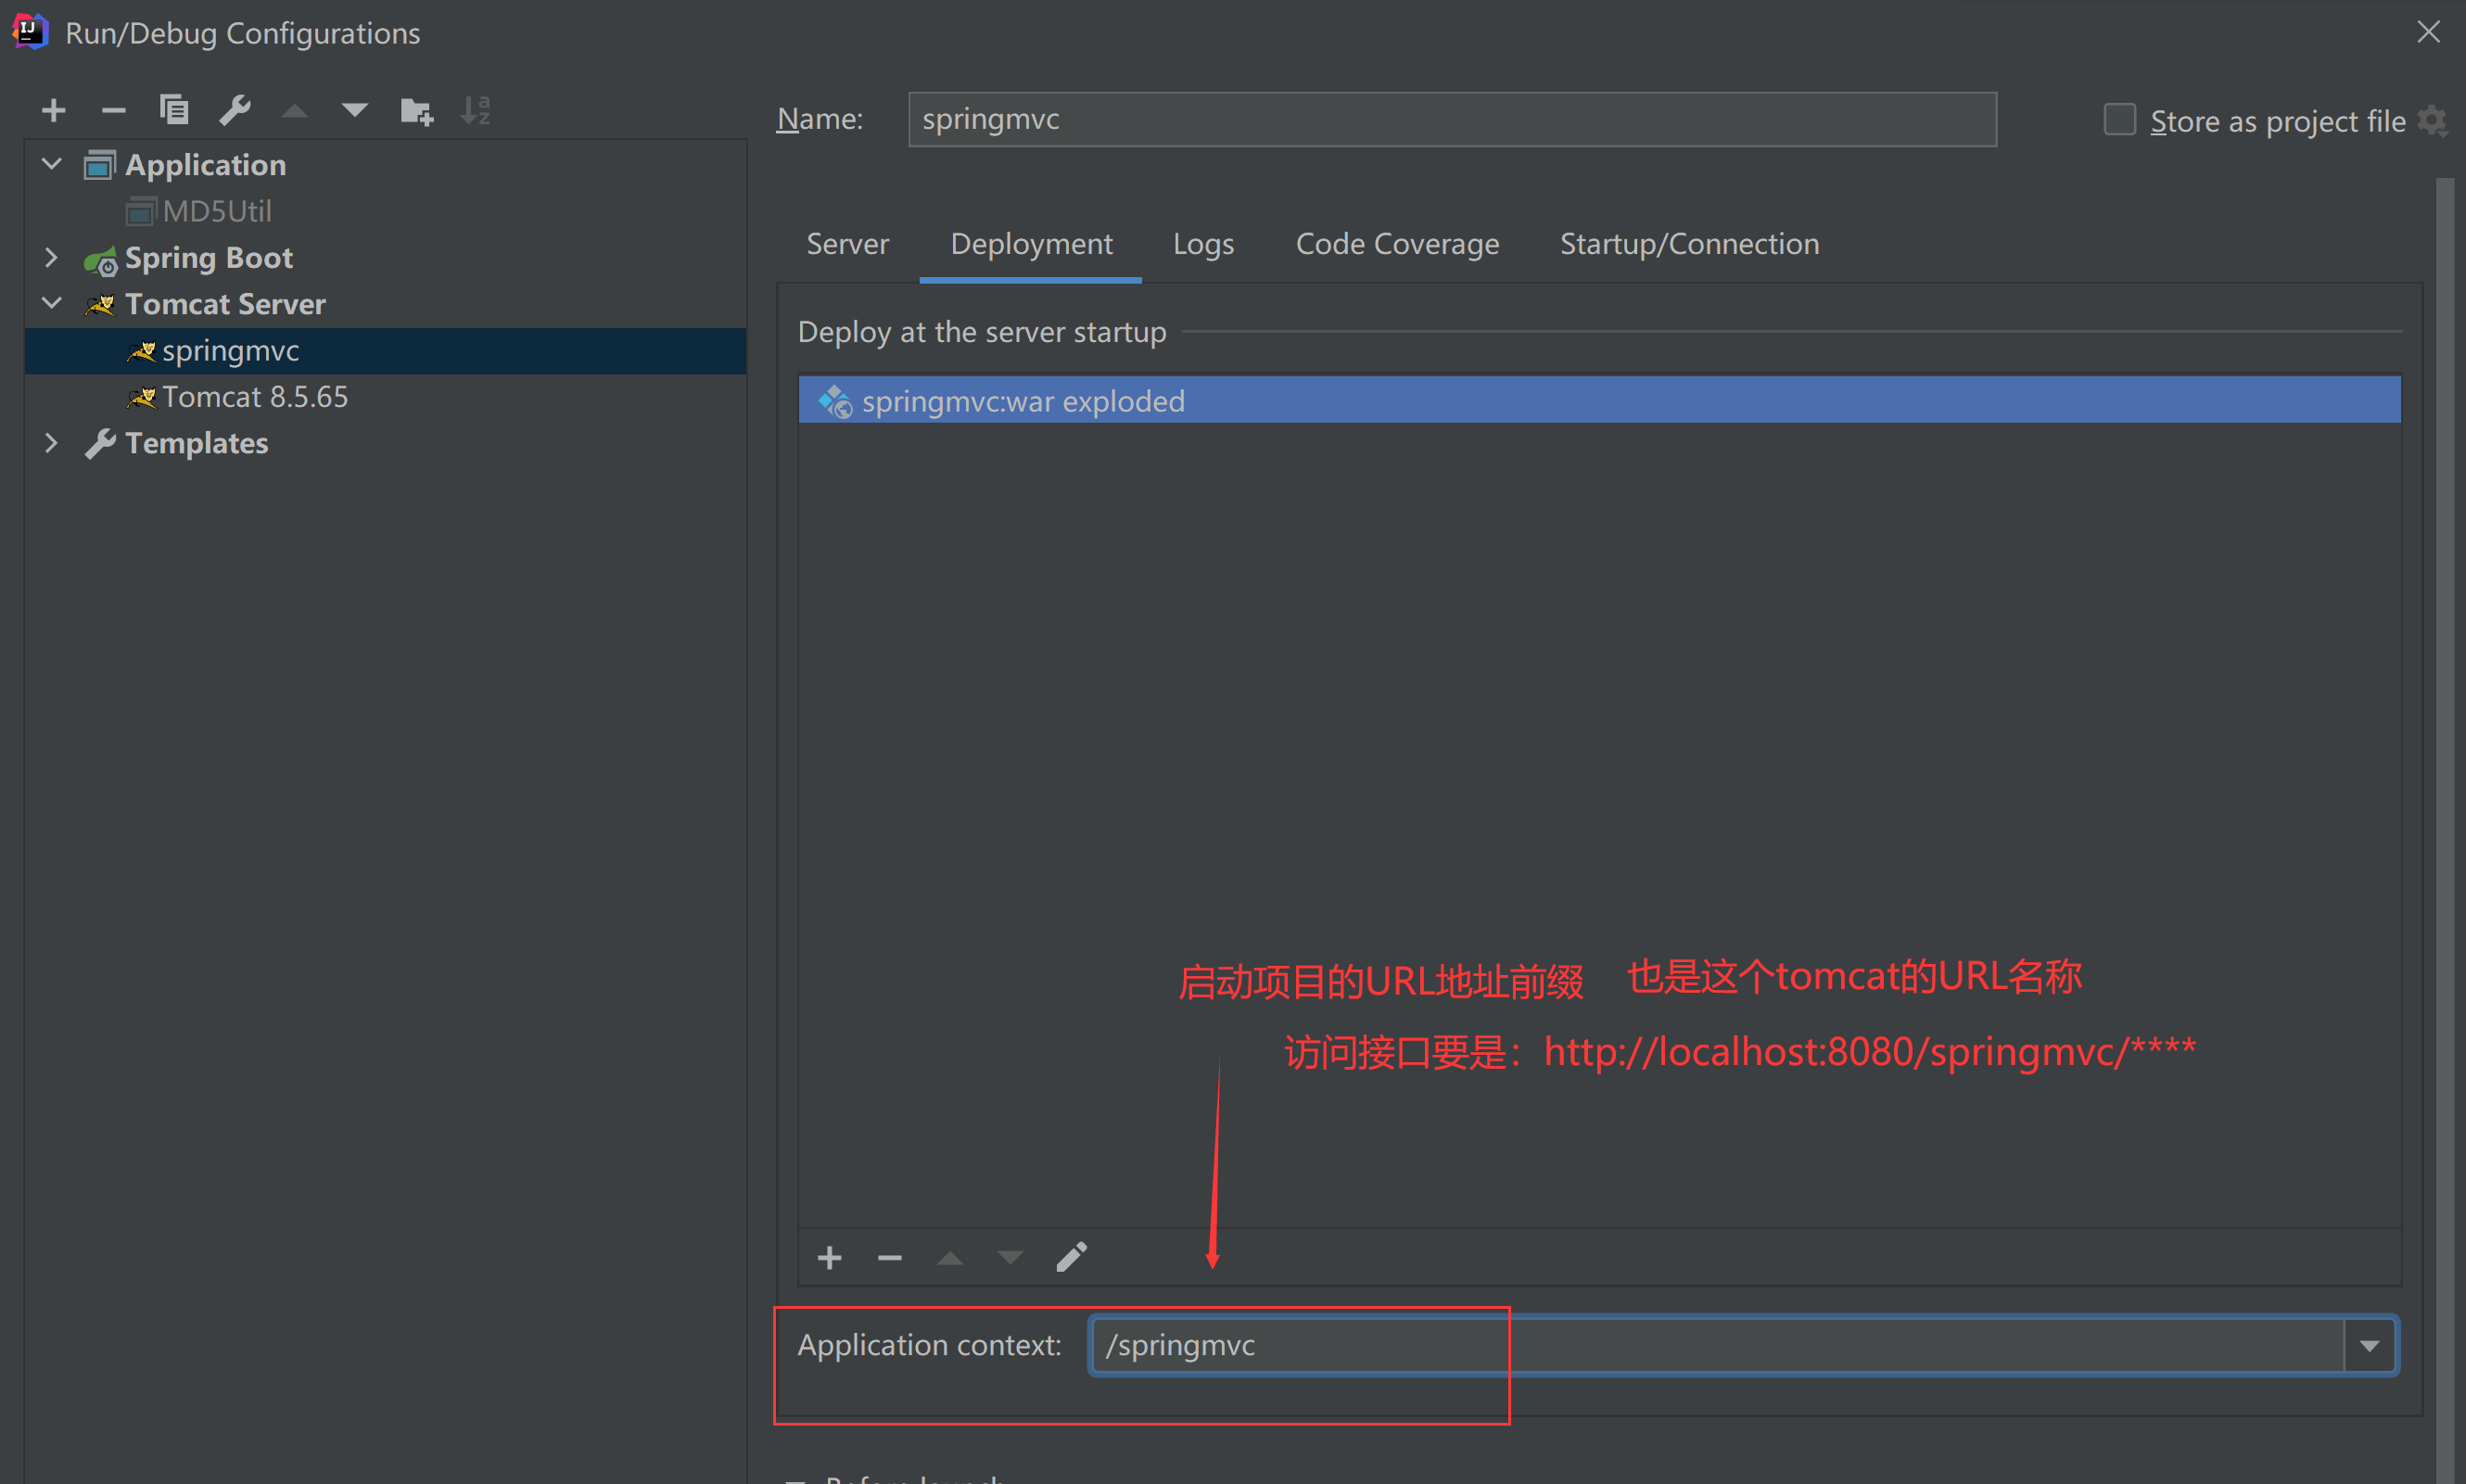 Run/Debug Configurations
Name:
springmvc
Store as project file
Application
MD5Util
Spring Boot
Tomcat Server
springmvc
Tomcat 8.5.65
Templates
Server
Deployment
Logs
Code Coverage
Startup/Connection
Deploy at the server startup
springmvc:war exploded
启动项目的URL地址前缀
也是这个tomcat的URL名称
访问接口要是：http://localhost:8080/springmvc/****
Application context:
/springmvc
Before launch